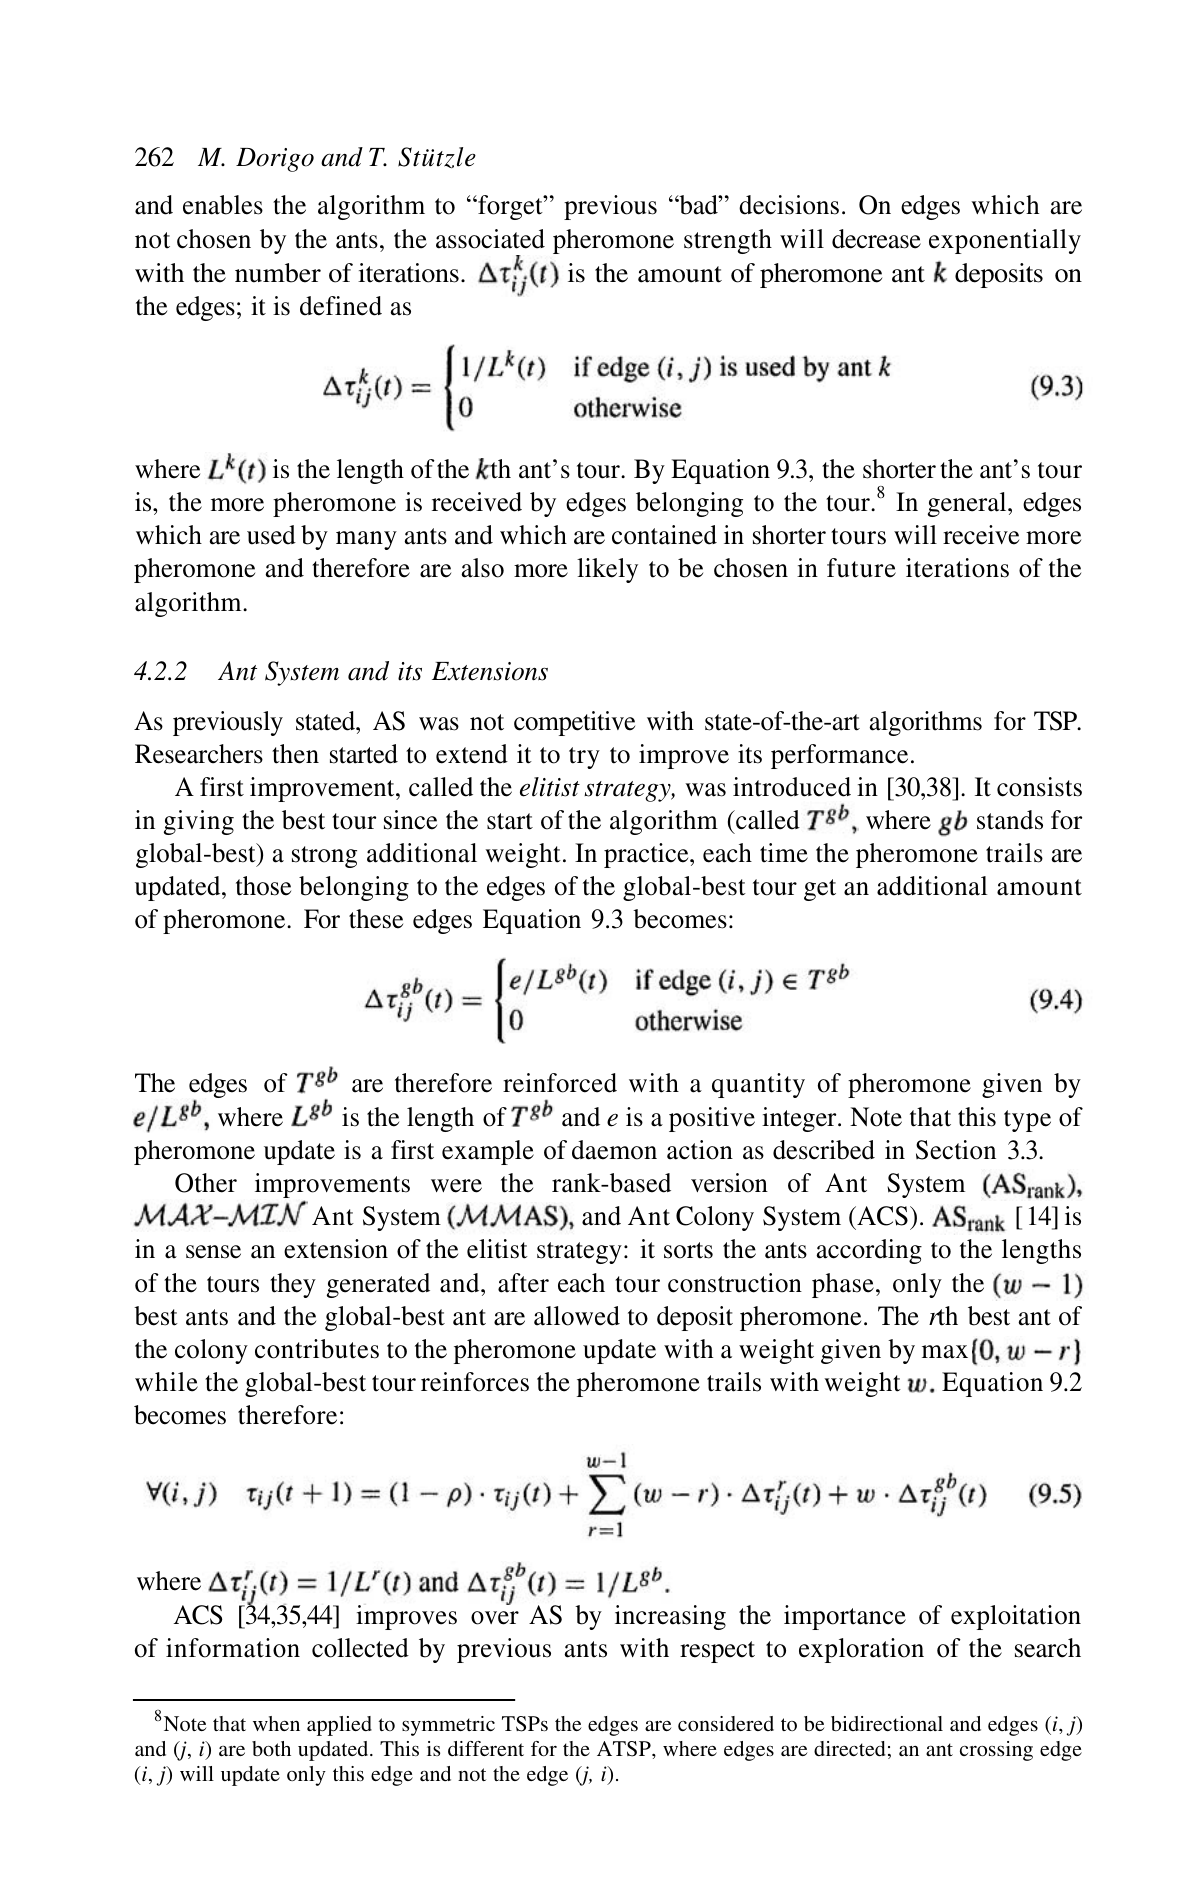 262 M. Dorigo and T. Stützle
and enables the algorithm to “forget” previous “bad” decisions. On edges which are
not chosen by the ants, the associated pheromone strength will decrease exponentially
with the number of iterations. Δτᵢⱼᵏ(t) is the amount of pheromone ant k deposits on
the edges; it is defined as
Δτᵢⱼᵏ(t) = { 1/Lᵏ(t) if edge (i, j) is used by ant k
0 otherwise (9.3)
where Lᵏ(t) is the length of the kth ant’s tour. By Equation 9.3, the shorter the ant’s tour
is, the more pheromone is received by edges belonging to the tour.⁸ In general, edges
which are used by many ants and which are contained in shorter tours will receive more
pheromone and therefore are also more likely to be chosen in future iterations of the
algorithm.
4.2.2 Ant System and its Extensions
As previously stated, AS was not competitive with state-of-the-art algorithms for TSP.
Researchers then started to extend it to try to improve its performance.
A first improvement, called the elitist strategy, was introduced in [30,38]. It consists
in giving the best tour since the start of the algorithm (called T^gb, where gb stands for
global-best) a strong additional weight. In practice, each time the pheromone trails are
updated, those belonging to the edges of the global-best tour get an additional amount
of pheromone. For these edges Equation 9.3 becomes:
Δτᵢⱼ^gb(t) = { e/L^gb(t) if edge (i, j) ∈ T^gb
0 otherwise (9.4)
The edges of T^gb are therefore reinforced with a quantity of pheromone given by
e/L^gb, where L^gb is the length of T^gb and e is a positive integer. Note that this type of
pheromone update is a first example of daemon action as described in Section 3.3.
Other improvements were the rank-based version of Ant System (AS_rank),
MAX–MIN Ant System (MMAS), and Ant Colony System (ACS). AS_rank [14] is
in a sense an extension of the elitist strategy: it sorts the ants according to the lengths
of the tours they generated and, after each tour construction phase, only the (w − 1)
best ants and the global-best ant are allowed to deposit pheromone. The rth best ant of
the colony contributes to the pheromone update with a weight given by max{0, w − r}
while the global-best tour reinforces the pheromone trails with weight w. Equation 9.2
becomes therefore:
∀(i, j) τᵢⱼ(t + 1) = (1 − ρ) · τᵢⱼ(t) + ∑_{r=1}^{w−1} (w − r) · Δτᵢⱼʳ(t) + w · Δτᵢⱼ^gb(t) (9.5)
where Δτᵢⱼʳ(t) = 1/Lʳ(t) and Δτᵢⱼ^gb(t) = 1/L^gb.
ACS [34,35,44] improves over AS by increasing the importance of exploitation
of information collected by previous ants with respect to exploration of the search
⁸Note that when applied to symmetric TSPs the edges are considered to be bidirectional and edges (i, j)
and (j, i) are both updated. This is different for the ATSP, where edges are directed; an ant crossing edge
(i, j) will update only this edge and not the edge (j, i).